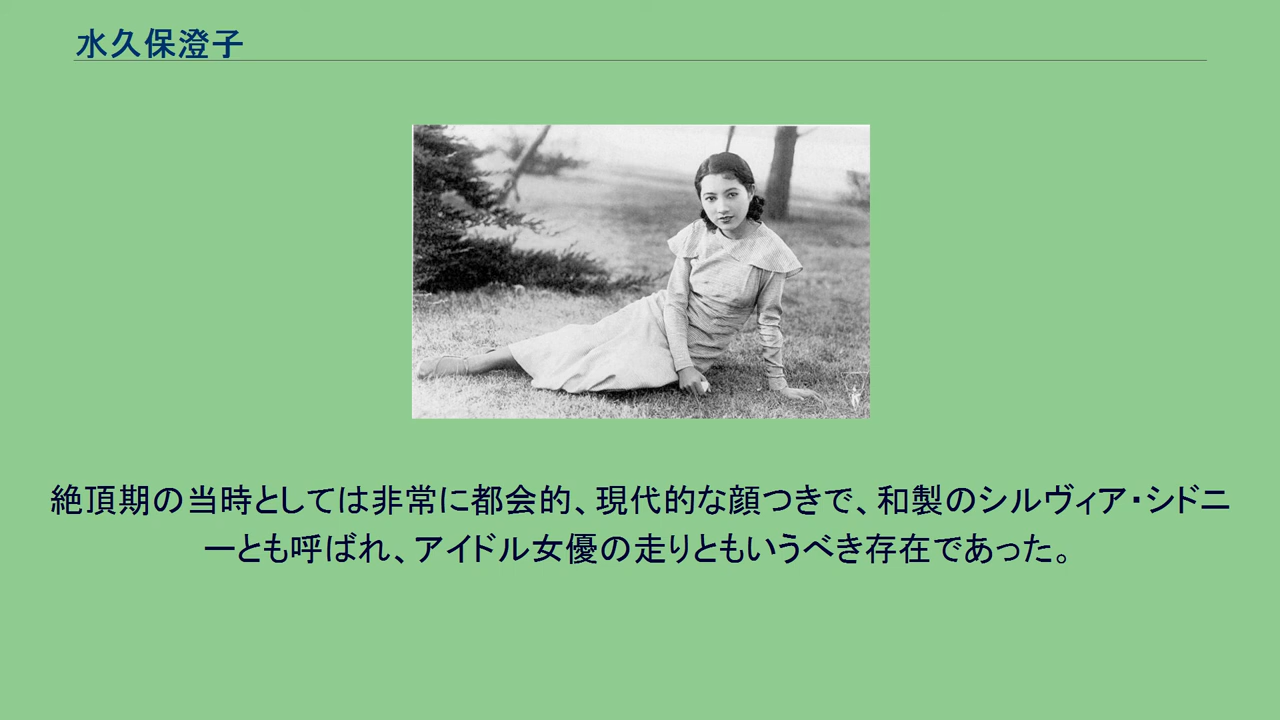 水久保澄子
絶頂期の当時としては非常に都会的、現代的な顔つきで、和製のシルヴィア・シドニ
ーとも呼ばれ、アイドル女優の走りともいうべき存在であった。